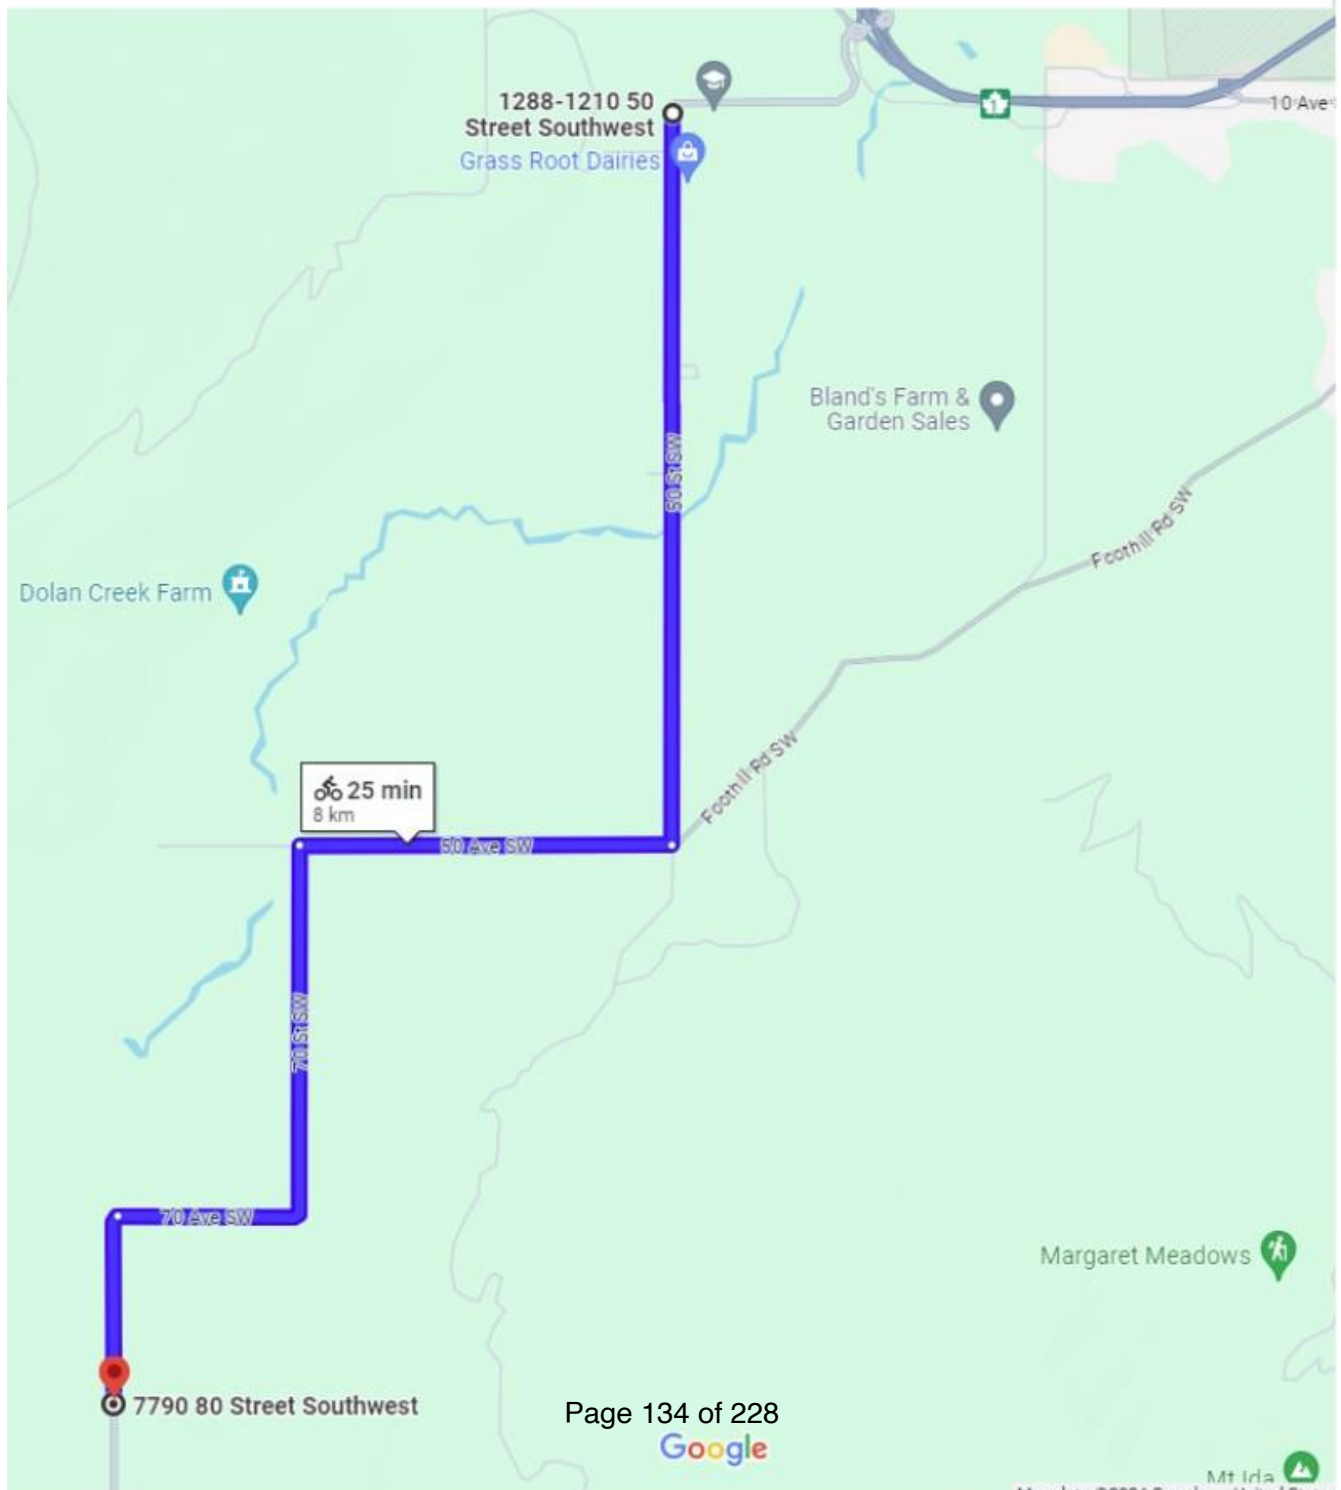 1288-1210 50
Street Southwest
Grass Root Dairies
1
10 Ave
Bland's Farm &
Garden Sales
50 St SW
Foothill Rd SW
Dolan Creek Farm
Foothill Rd SW
25 min
8 km
50 Ave SW
70 St SW
70 Ave SW
Margaret Meadows
7790 80 Street Southwest
Page 134 of 228
Google
Mt Ida